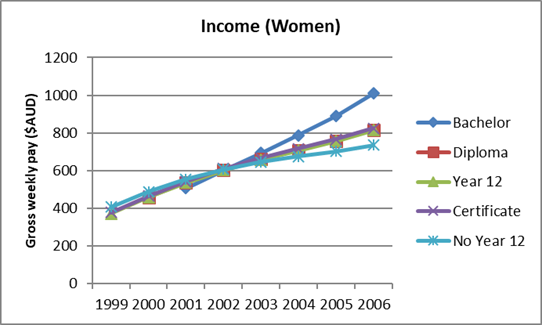 Income (Women)
Gross weekly pay ($AUD)
1200
1000
800
600
400
200
0
1999 2000 2001 2002 2003 2004 2005 2006
Bachelor
Diploma
Year 12
Certificate
No Year 12